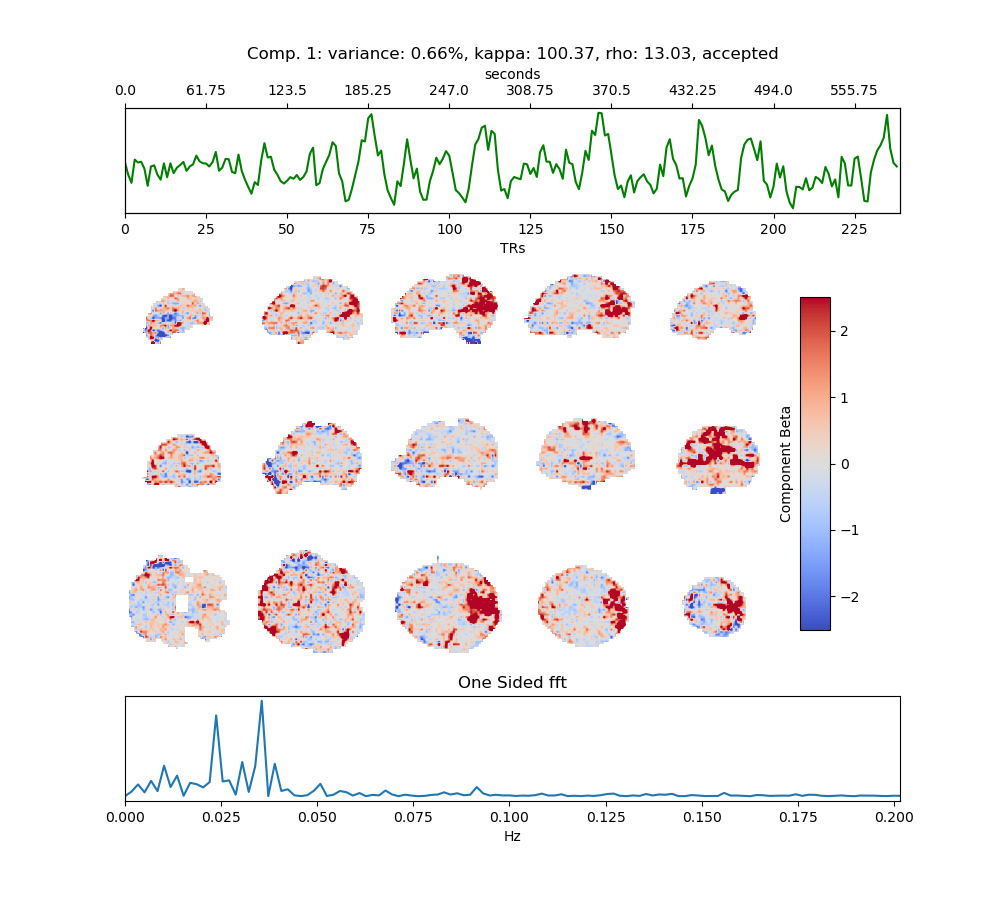 Comp. 1: variance: 0.66%, kappa: 100.37, rho: 13.03, accepted
seconds
0.0 61.75 123.5 185.25 247.0 308.75 370.5 432.25 494.0 555.75
0 25 50 75 100 125 150 175 200 225
TRs
2
1
0
−1
−2
Component Beta
One Sided fft
0.000 0.025 0.050 0.075 0.100 0.125 0.150 0.175 0.200
Hz